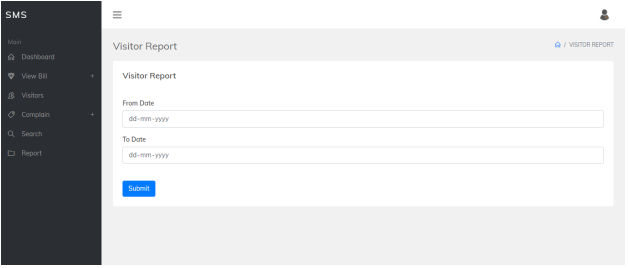 SMS
Main
Dashboard
View Bill +
Visitors
Complain +
Search
Report
Visitor Report
/ VISITOR REPORT
Visitor Report
From Date
dd-mm-yyyy
To Date
dd-mm-yyyy
Submit